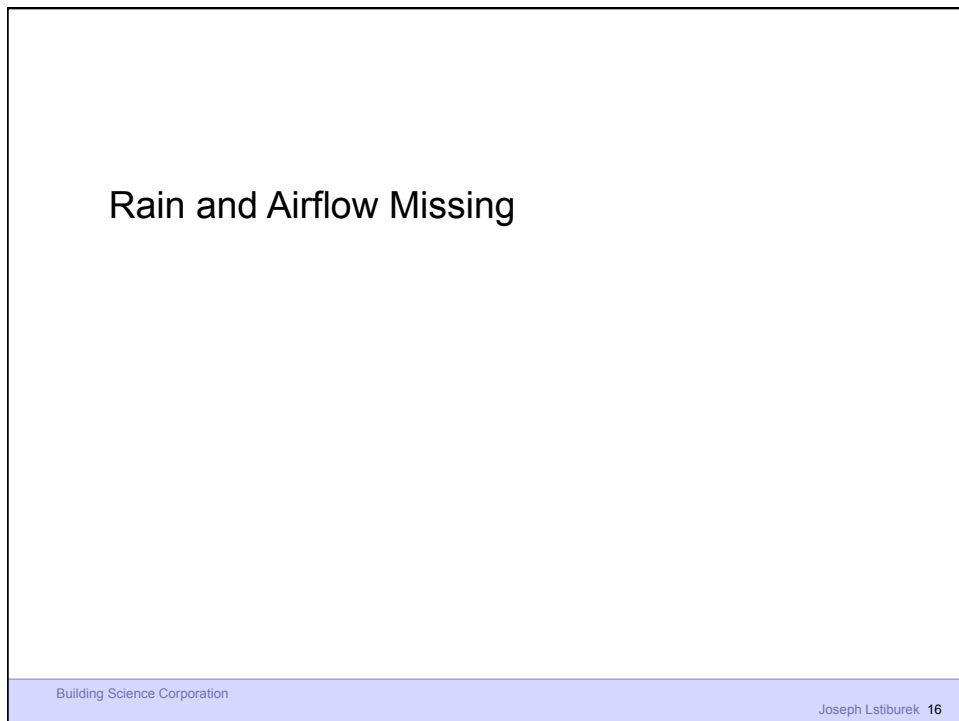 Rain and Airflow Missing
Building Science Corporation
Joseph Lstiburek 16